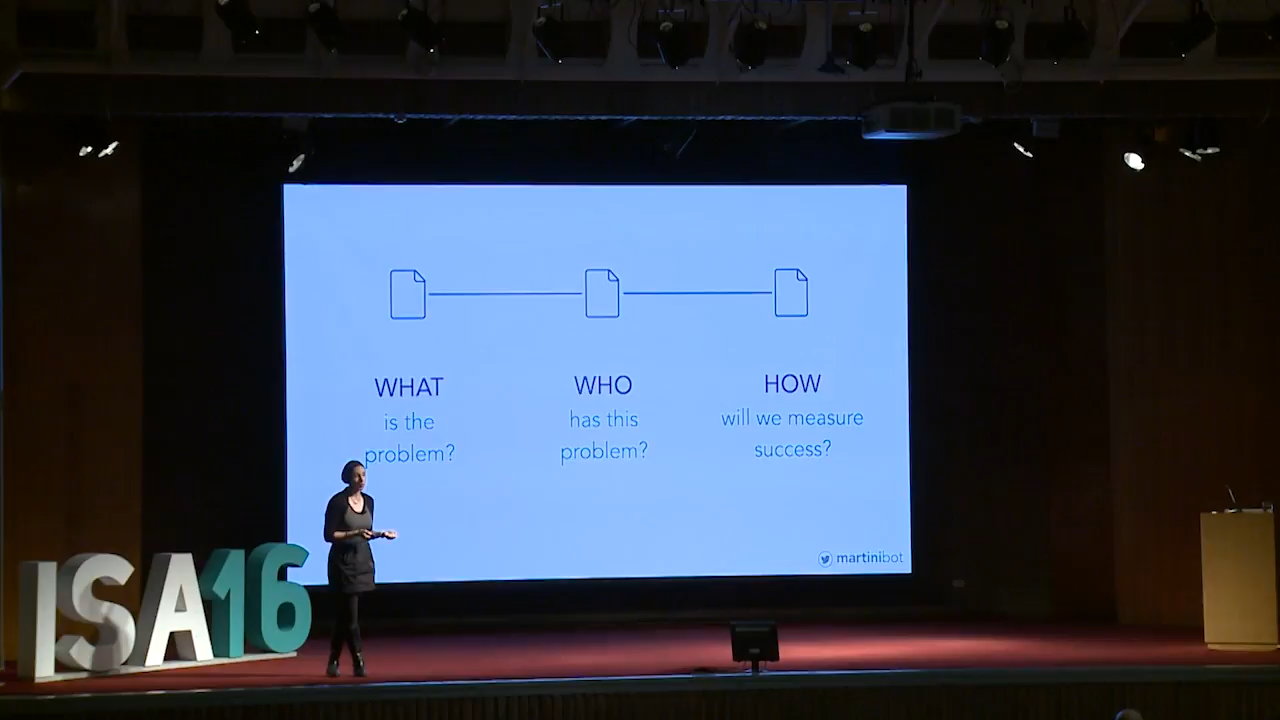 WHAT
is the
problem?
WHO
has this
problem?
HOW
will we measure
success?
martinibot
ISA16